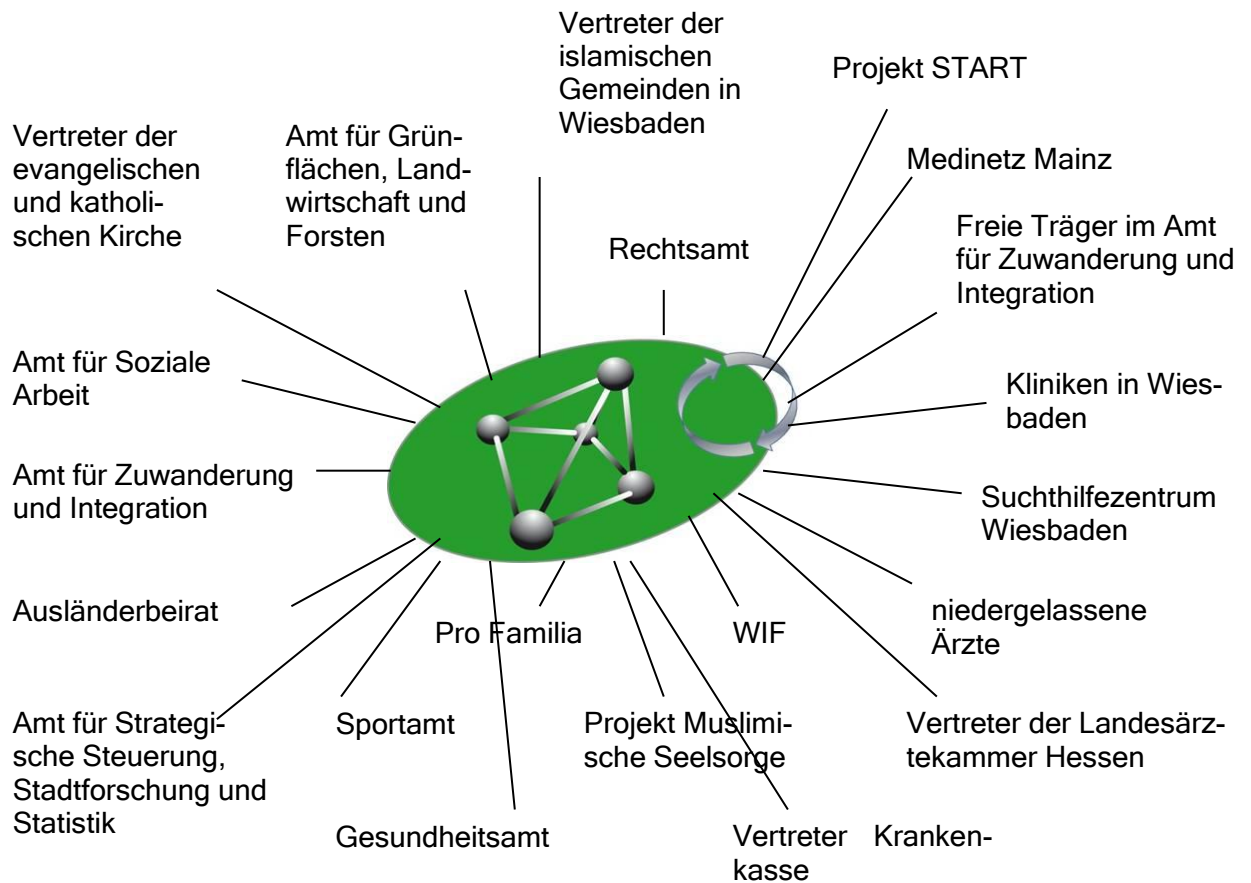 Vertreter der
islamischen
Gemeinden in
Wiesbaden
Projekt START
Vertreter der
evangelischen
und katholi-
schen Kirche
Amt für Grün-
flächen, Land-
wirtschaft und
Forsten
Medinetz Mainz
Rechtsamt
Freie Träger im Amt
für Zuwanderung und
Integration
Amt für Soziale
Arbeit
Kliniken in Wies-
baden
Amt für Zuwanderung
und Integration
Suchthilfezentrum
Wiesbaden
Ausländerbeirat
Pro Familia
WIF
niedergelassene
Ärzte
Amt für Strategi-
sche Steuerung,
Stadtforschung und
Statistik
Sportamt
Projekt Muslimi-
sche Seelsorge
Vertreter der Landesärz-
tekammer Hessen
Gesundheitsamt
Vertreter Kranken-
kasse